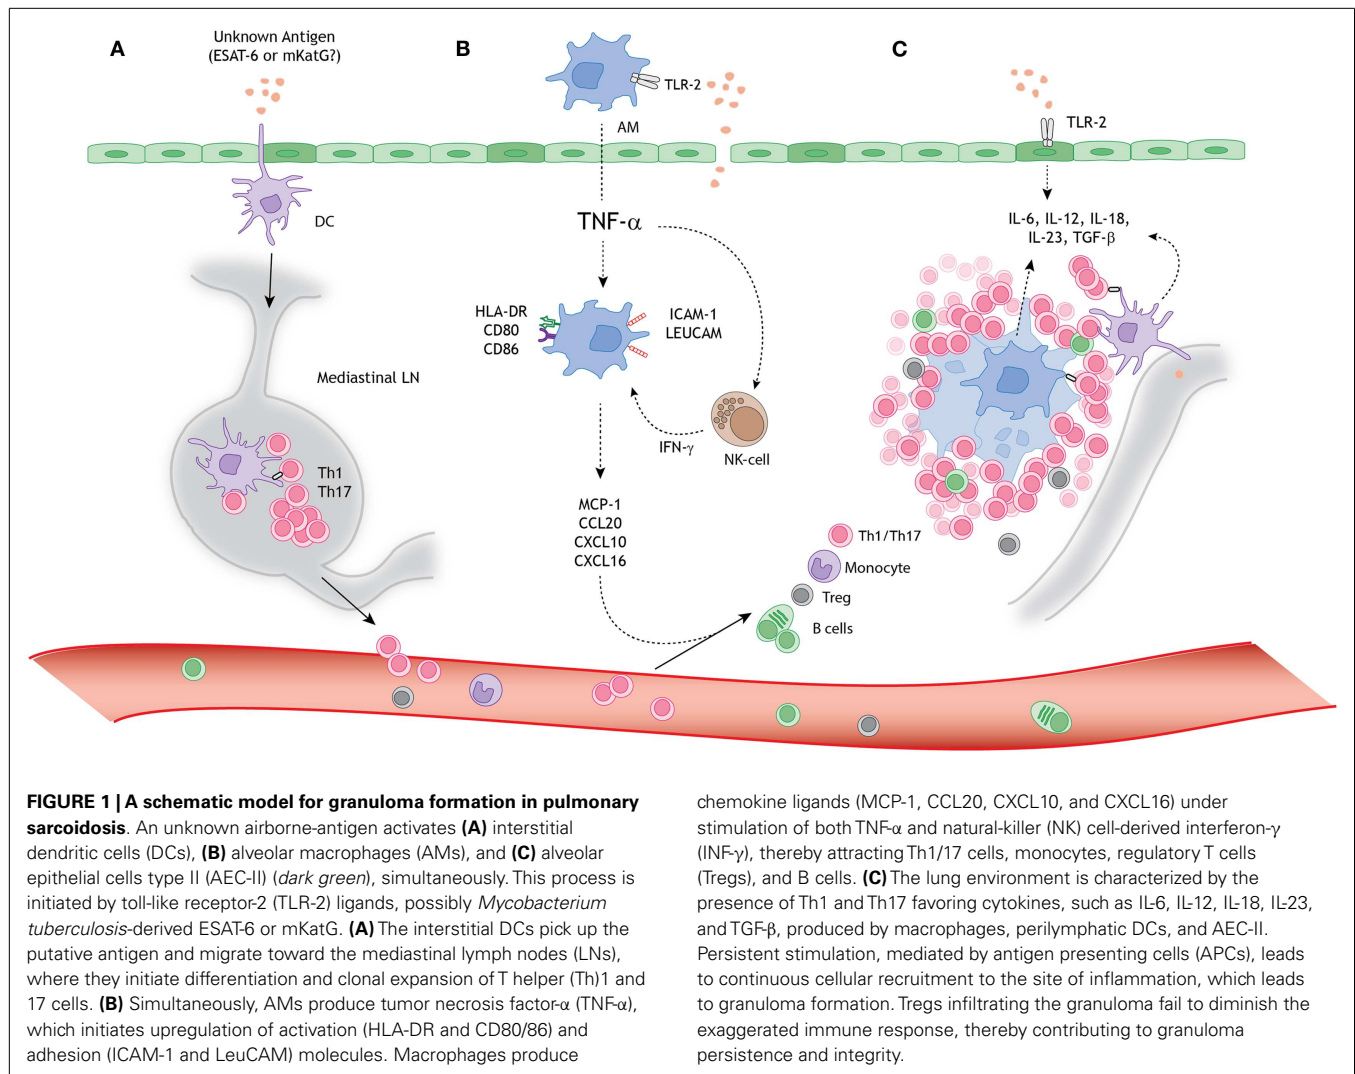 A
Unknown Antigen
(ESAT-6 or mKatG?)
DC
Mediastinal LN
Th1
Th17
B
TLR-2
AM
TNF-α
HLA-DR
CD80
CD86
ICAM-1
LEUCAM
IFN-γ
NK-cell
MCP-1
CCL20
CXCL10
CXCL16
Th1/Th17
Monocyte
Treg
B cells
C
TLR-2
IL-6, IL-12, IL-18,
IL-23, TGF-β
FIGURE 1 | A schematic model for granuloma formation in pulmonary
sarcoidosis. An unknown airborne-antigen activates (A) interstitial
dendritic cells (DCs), (B) alveolar macrophages (AMs), and (C) alveolar
epithelial cells type II (AEC-II) (dark green), simultaneously. This process is
initiated by toll-like receptor-2 (TLR-2) ligands, possibly Mycobacterium
tuberculosis-derived ESAT-6 or mKatG. (A) The interstitial DCs pick up the
putative antigen and migrate toward the mediastinal lymph nodes (LNs),
where they initiate differentiation and clonal expansion of T helper (Th)1 and
17 cells. (B) Simultaneously, AMs produce tumor necrosis factor-α (TNF-α),
which initiates upregulation of activation (HLA-DR and CD80/86) and
adhesion (ICAM-1 and LeuCAM) molecules. Macrophages produce
chemokine ligands (MCP-1, CCL20, CXCL10, and CXCL16) under
stimulation of both TNF-α and natural-killer (NK) cell-derived interferon-γ
(INF-γ), thereby attracting Th1/17 cells, monocytes, regulatory T cells
(Tregs), and B cells. (C) The lung environment is characterized by the
presence of Th1 and Th17 favoring cytokines, such as IL-6, IL-12, IL-18, IL-23,
and TGF-β, produced by macrophages, perilymphatic DCs, and AEC-II.
Persistent stimulation, mediated by antigen presenting cells (APCs), leads
to continuous cellular recruitment to the site of inflammation, which leads
to granuloma formation. Tregs infiltrating the granuloma fail to diminish the
exaggerated immune response, thereby contributing to granuloma
persistence and integrity.